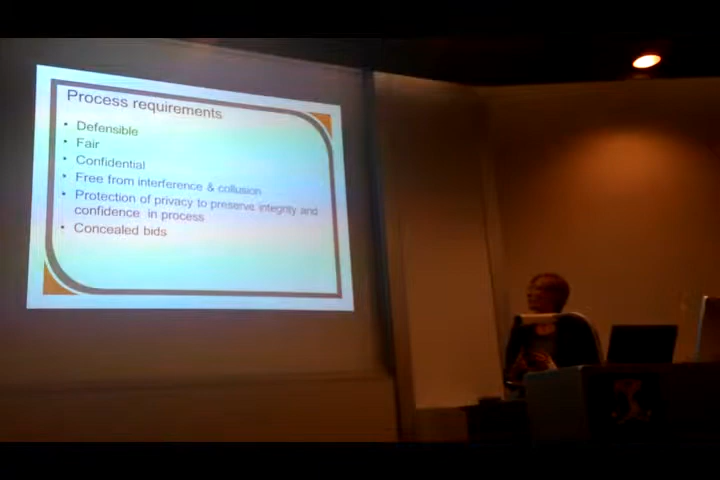 Process requirements
• Defensible
• Fair
• Confidential
• Free from interference & collusion
• Protection of privacy to preserve integrity and
confidence in process
• Concealed bids